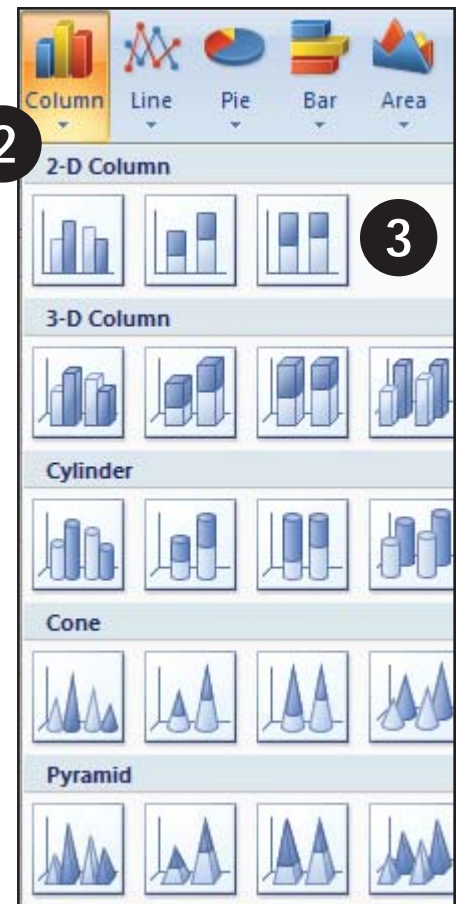 Column Line Pie Bar Area
2
2-D Column
3
3-D Column
Cylinder
Cone
Pyramid